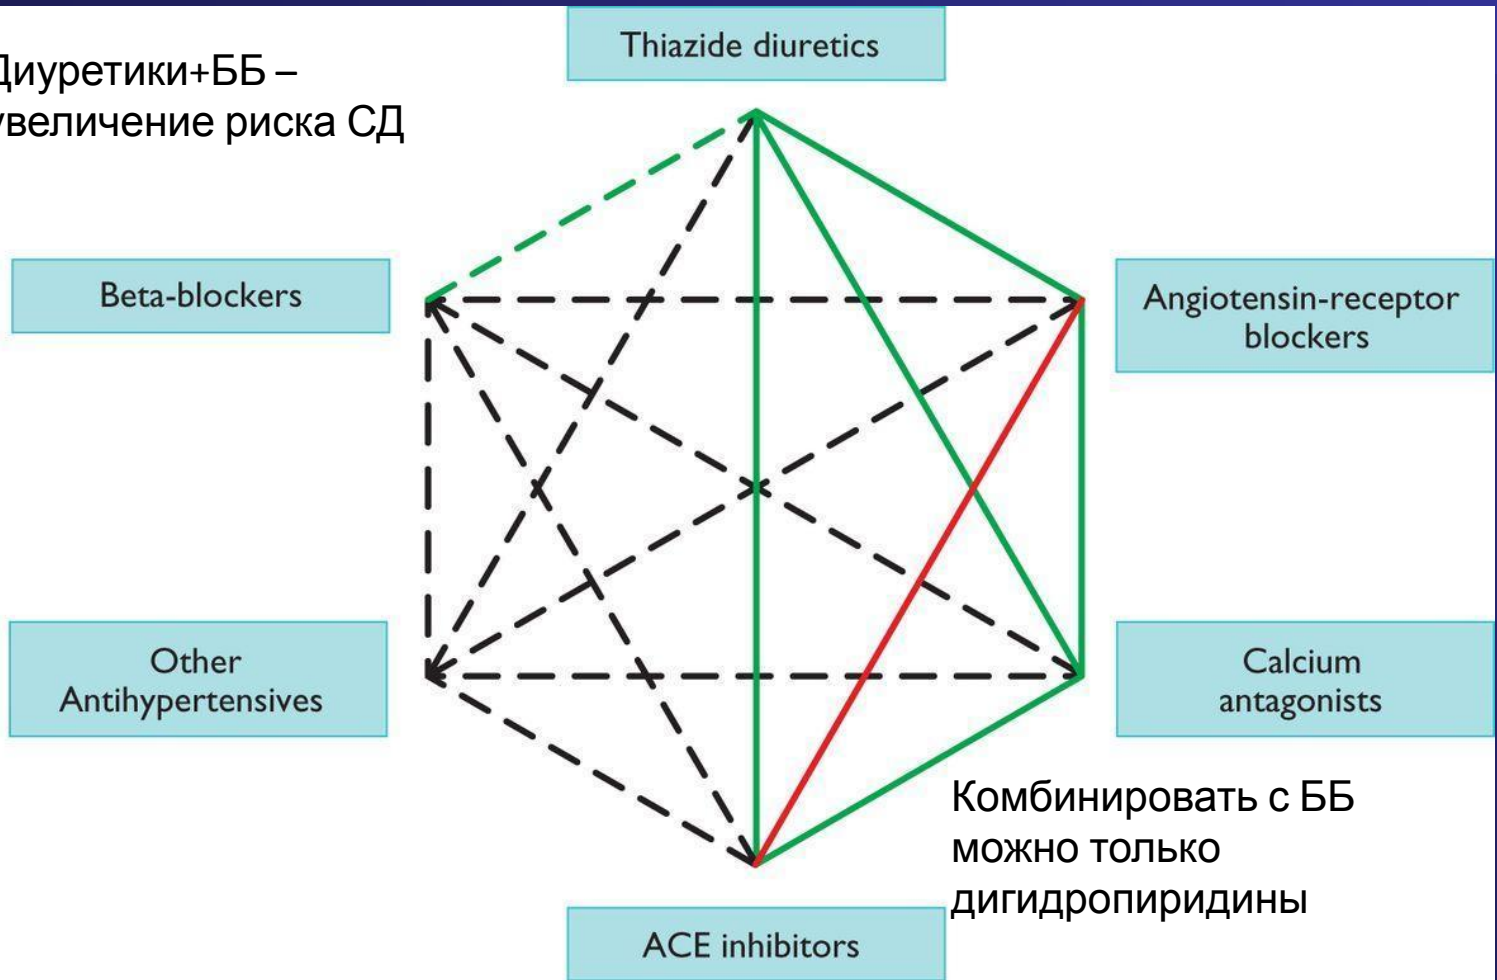 Thiazide diuretics
Диуретики+ББ –
увеличение риска СД
Beta-blockers
Angiotensin-receptor
blockers
Other
Antihypertensives
Calcium
antagonists
Комбинировать с ББ
можно только
дигидропиридины
ACE inhibitors